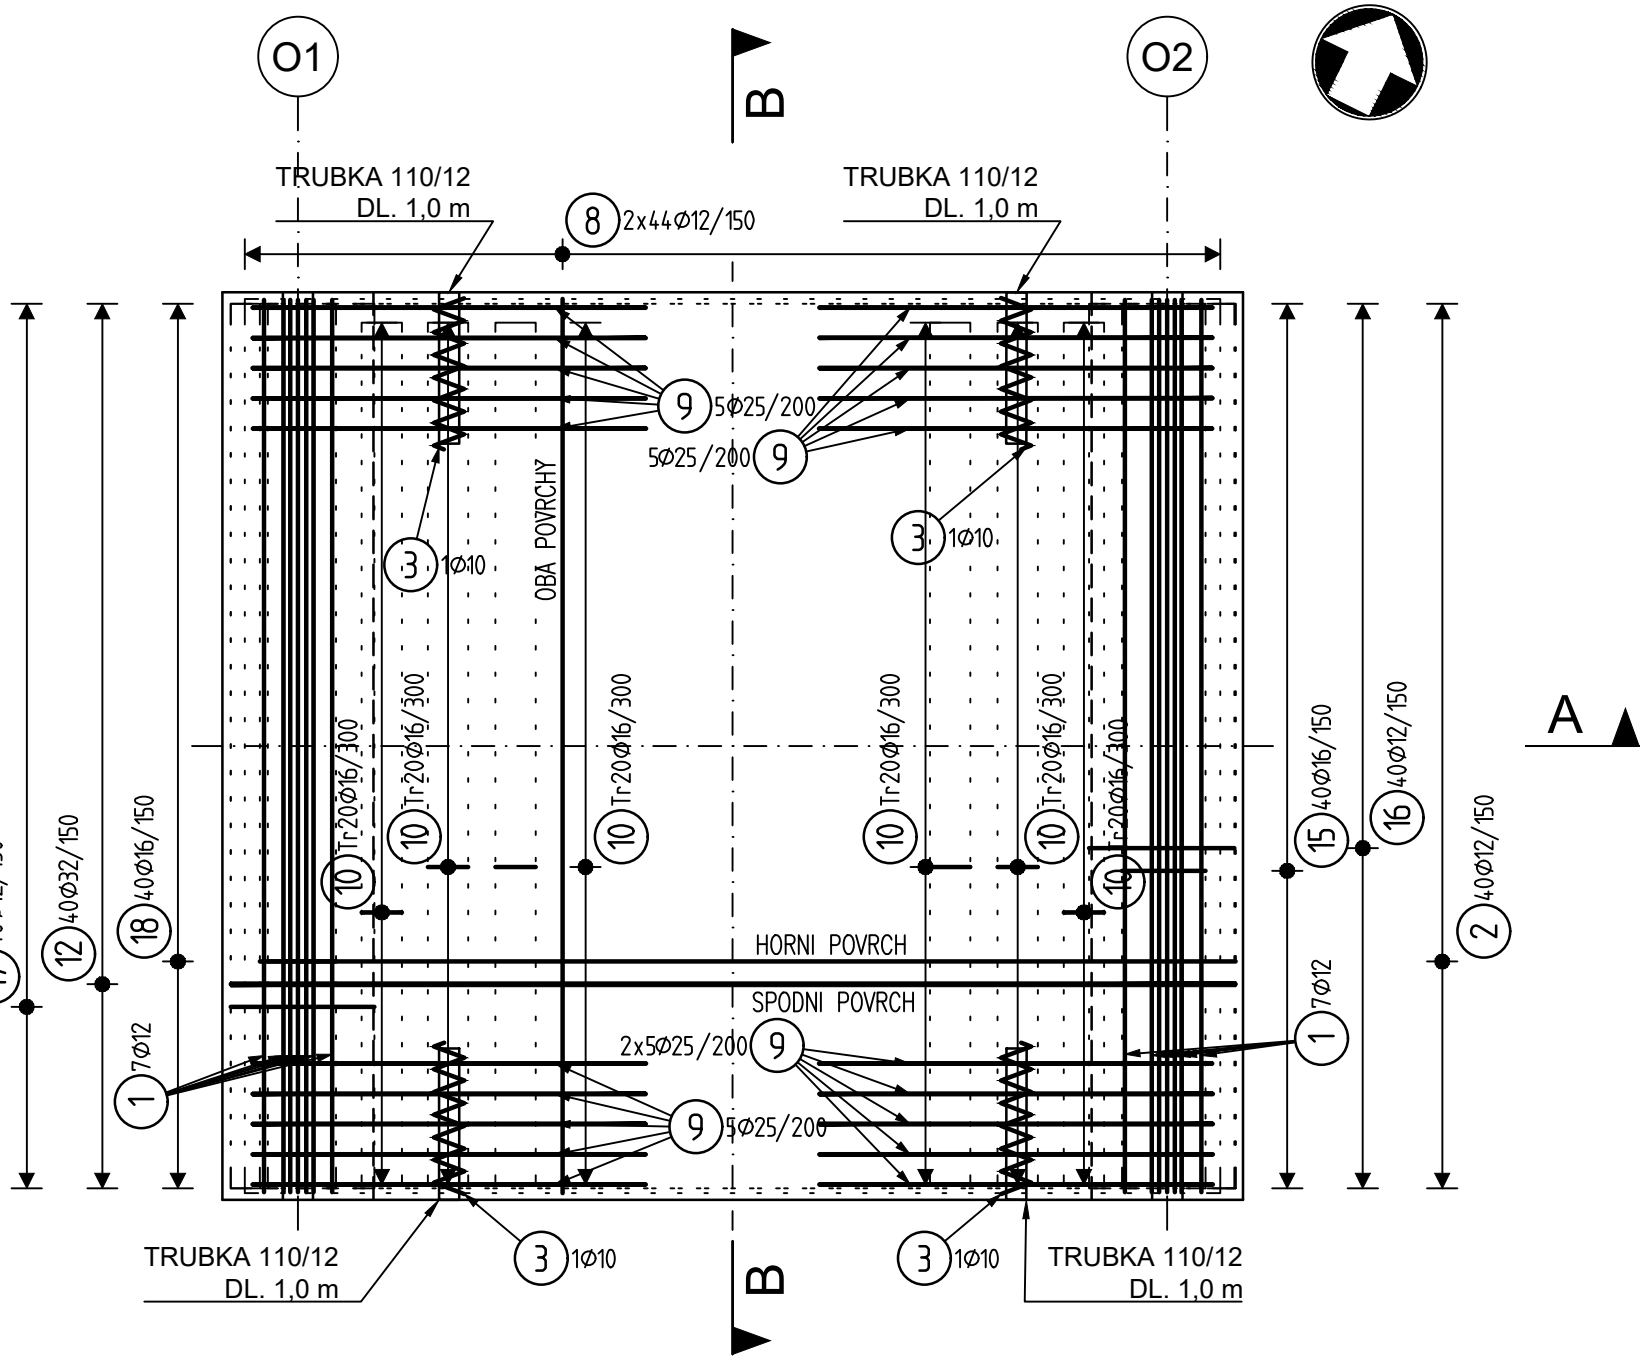 O1
O2
B
TRUBKA 110/12
DL. 1,0 m
TRUBKA 110/12
DL. 1,0 m
8 2x44Ø12/150
9 5Ø25/200
5Ø25/200 9
3 1Ø10
3 1Ø10
OBA POVRCHY
10 Tr20Ø16/300
10 Tr20Ø16/300
10 Tr20Ø16/300
10 Tr20Ø16/300
10 Tr20Ø16/300
10 Tr20Ø16/300
A
12 40Ø32/150
18 40Ø16/150
15 40Ø16/150
16 40Ø12/150
2 40Ø12/150
HORNI POVRCH
SPODNI POVRCH
1 7Ø12
1 7Ø12
2x5Ø25/200 9
9 5Ø25/200
3 1Ø10
3 1Ø10
TRUBKA 110/12
DL. 1,0 m
TRUBKA 110/12
DL. 1,0 m
B